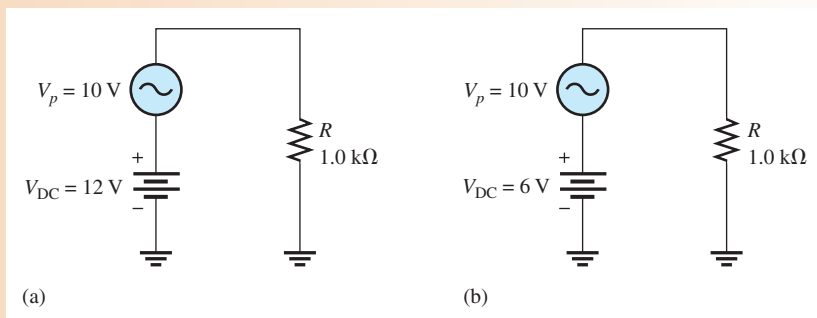 V_p = 10 V
R
1.0 kΩ
+
V_DC = 12 V
−
(a)
V_p = 10 V
R
1.0 kΩ
+
V_DC = 6 V
−
(b)